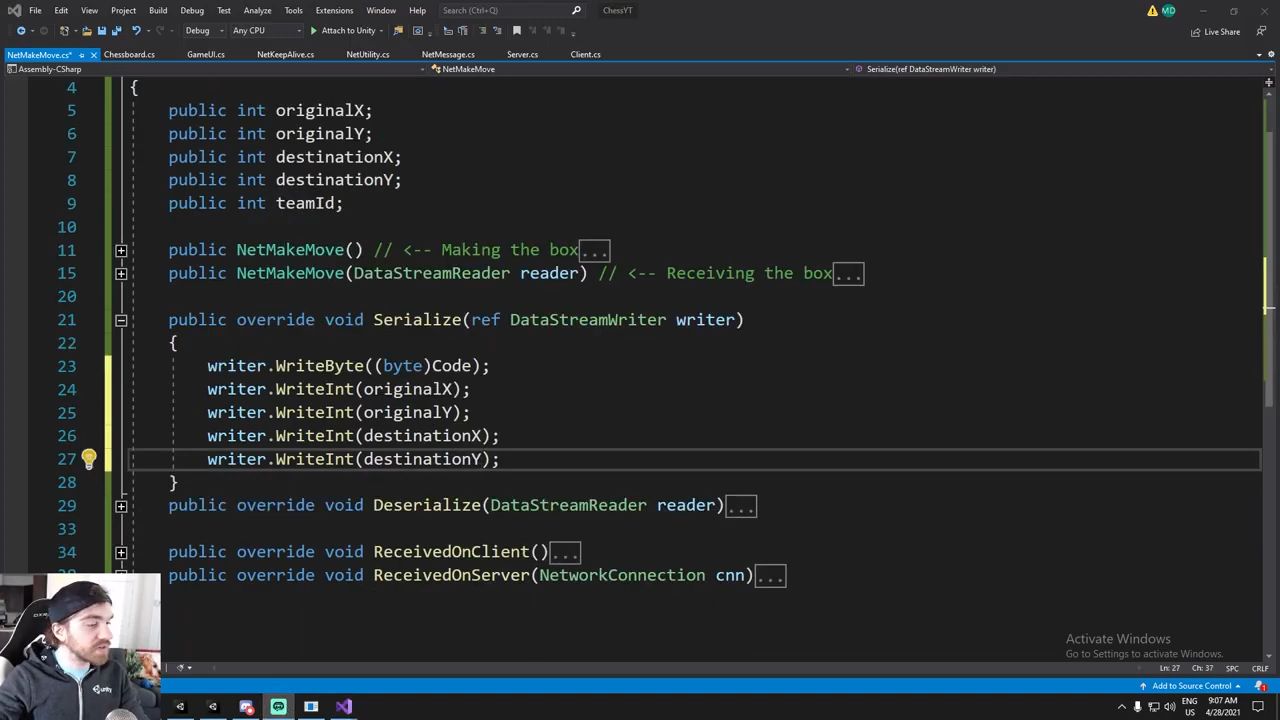 File Edit View Project Build Debug Test Analyze Tools Extensions Window Help Search (Ctrl+Q) ChessYT MD
Debug Any CPU Attach to Unity Live Share
NetMakeMove.cs* Chessboard.cs GameUI.cs NetKeepAlive.cs NetUtility.cs NetMessage.cs Server.cs Client.cs
Assembly-CSharp NetMakeMove Serialize(ref DataStreamWriter writer)
4 {
5 public int originalX;
6 public int originalY;
7 public int destinationX;
8 public int destinationY;
9 public int teamId;
10
11 public NetMakeMove() // <-- Making the box...
15 public NetMakeMove(DataStreamReader reader) // <-- Receiving the box...
20
21 public override void Serialize(ref DataStreamWriter writer)
22 {
23 writer.WriteByte((byte)Code);
24 writer.WriteInt(originalX);
25 writer.WriteInt(originalY);
26 writer.WriteInt(destinationX);
27 writer.WriteInt(destinationY);
28 }
29 public override void Deserialize(DataStreamReader reader)...
33
34 public override void ReceivedOnClient()...
public override void ReceivedOnServer(NetworkConnection cnn)...
Activate Windows
Go to Settings to activate Windows.
Ln: 27 Ch: 37 SPC CRLF
Add to Source Control 1
unity
ENG 9:07 AM
US 4/28/2021